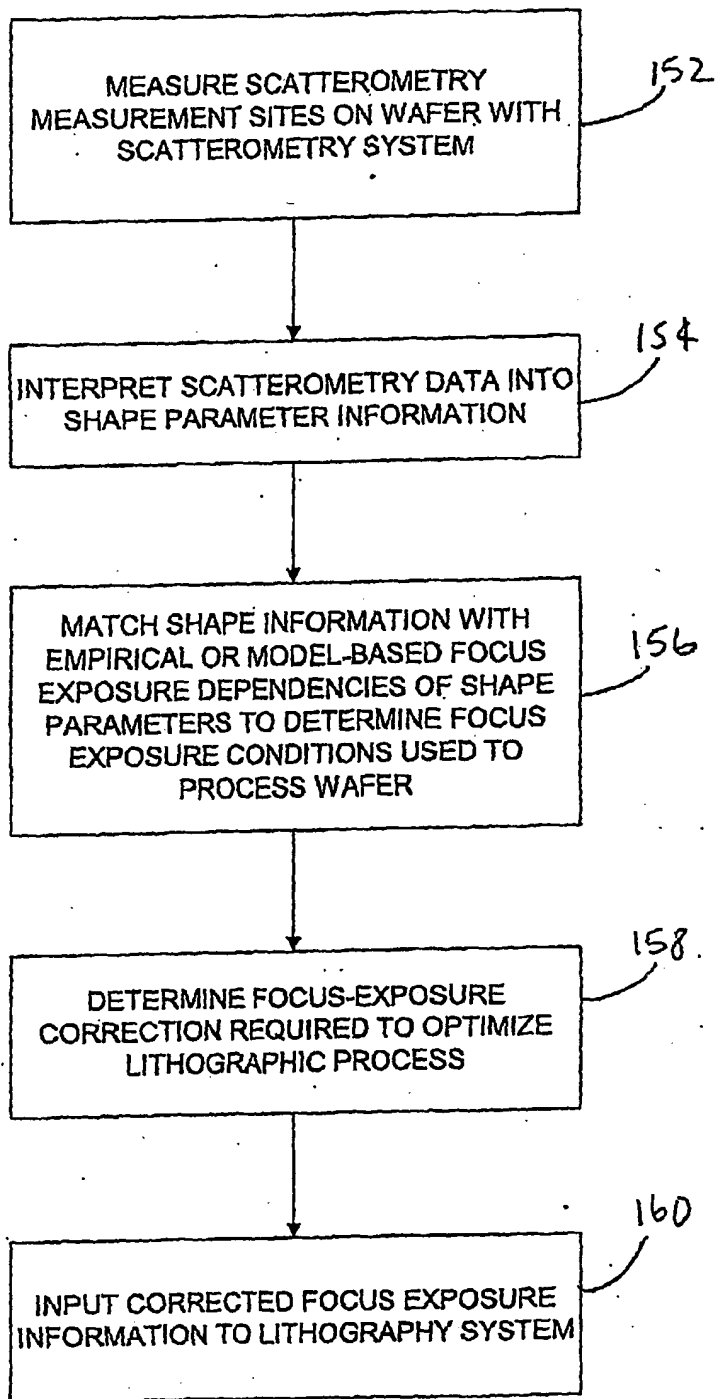 MEASURE SCATTEROMETRY
MEASUREMENT SITES ON WAFER WITH
SCATTEROMETRY SYSTEM
152
INTERPRET SCATTEROMETRY DATA INTO
SHAPE PARAMETER INFORMATION
154
MATCH SHAPE INFORMATION WITH
EMPIRICAL OR MODEL-BASED FOCUS
EXPOSURE DEPENDENCIES OF SHAPE
PARAMETERS TO DETERMINE FOCUS
EXPOSURE CONDITIONS USED TO
PROCESS WAFER
156
DETERMINE FOCUS-EXPOSURE
CORRECTION REQUIRED TO OPTIMIZE
LITHOGRAPHIC PROCESS
158
INPUT CORRECTED FOCUS EXPOSURE
INFORMATION TO LITHOGRAPHY SYSTEM
160